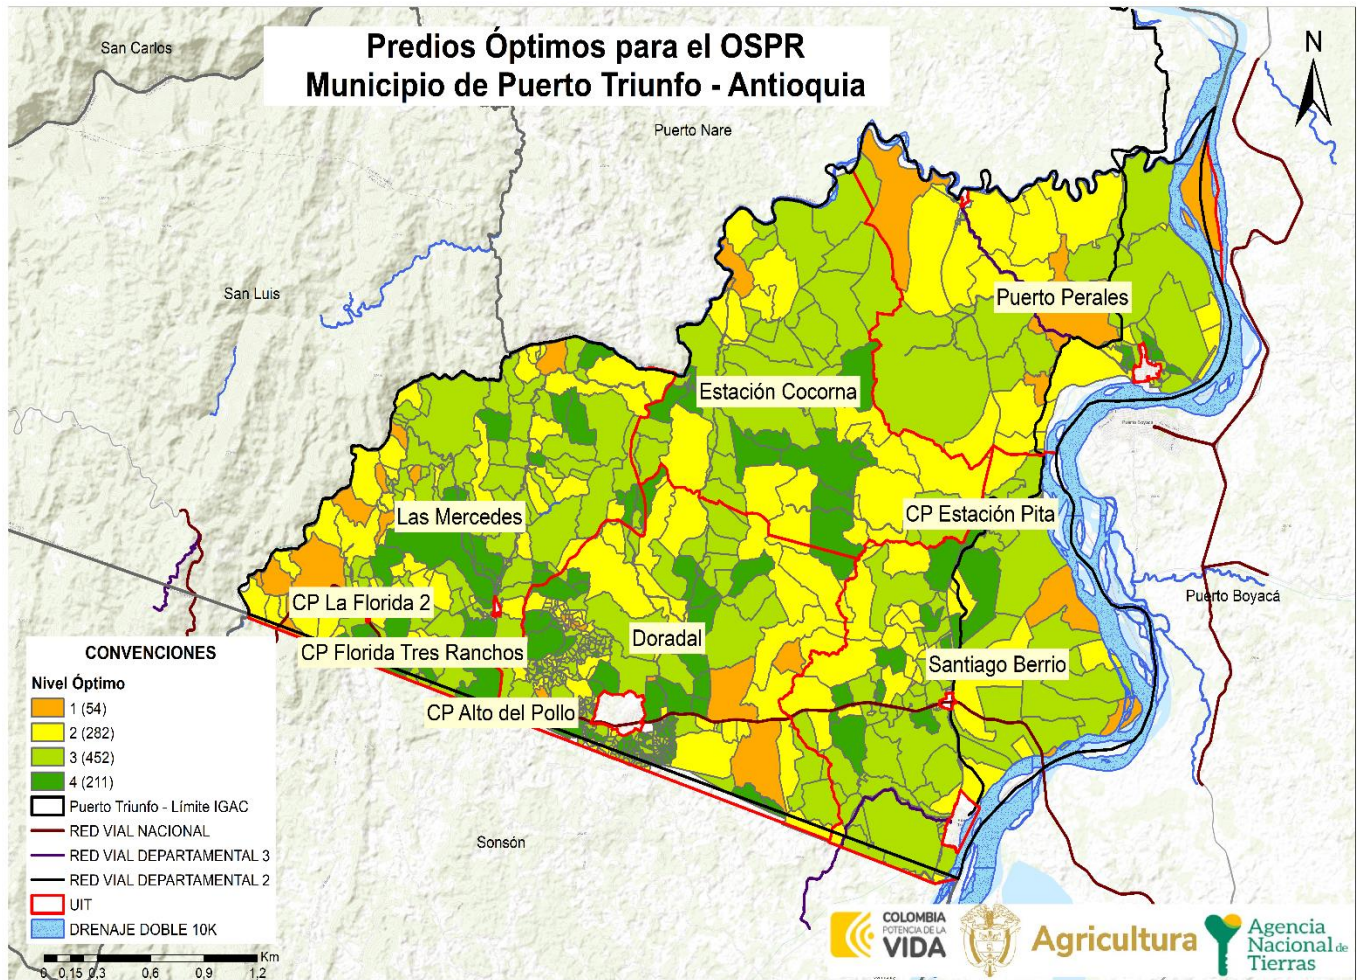 Predios Óptimos para el OSPR
Municipio de Puerto Triunfo - Antioquia
N
San Carlos
Puerto Nare
San Luis
Puerto Perales
Estación Cocorna
Puerto Boyaca
Las Mercedes
CP Estación Pita
CP La Florida 2
Puerto Boyacá
CP Florida Tres Ranchos
Doradal
Santiago Berrio
CP Alto del Pollo
Sonsón
CONVENCIONES
Nivel Óptimo
1 (54)
2 (282)
3 (452)
4 (211)
Puerto Triunfo - Límite IGAC
RED VIAL NACIONAL
RED VIAL DEPARTAMENTAL 3
RED VIAL DEPARTAMENTAL 2
UIT
DRENAJE DOBLE 10K
Km
0 0,15 0,3 0,6 0,9 1,2
COLOMBIA
POTENCIA DE LA
VIDA
Agricultura
Agencia
Nacional de
Tierras